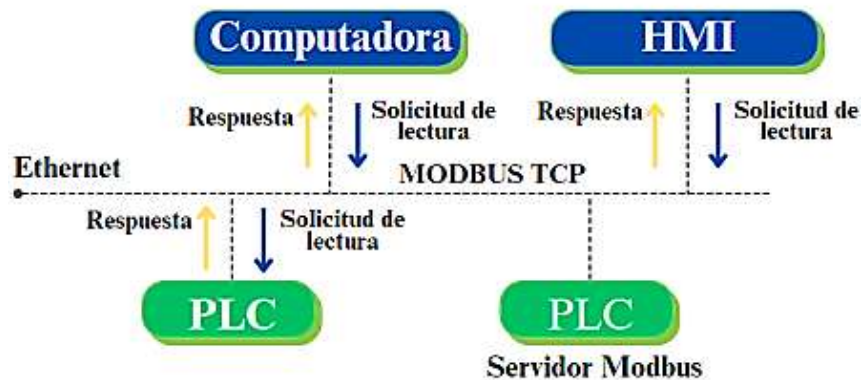 Computadora
HMI
Respuesta
Solicitud de
lectura
Respuesta
Solicitud de
lectura
Ethernet
MODBUS TCP
Respuesta
Solicitud de
lectura
PLC
PLC
Servidor Modbus